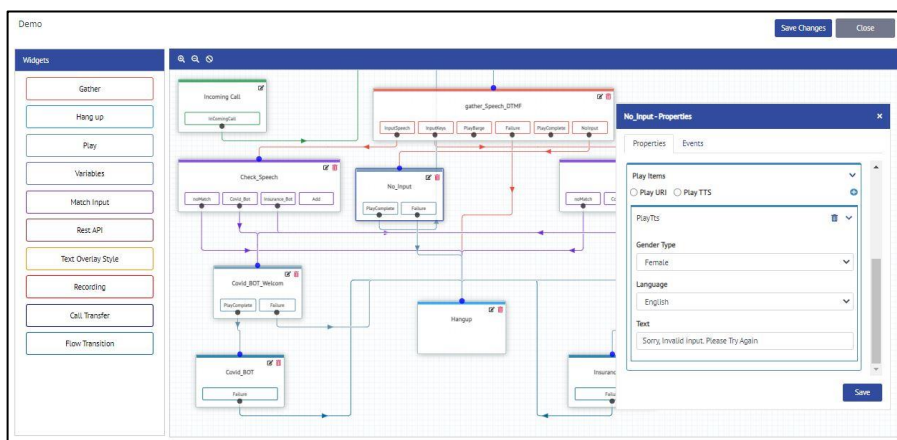 Demo
Save Changes
Close
Widgets
Gather
Hang up
Play
Variables
Match Input
Rest API
Text Overlay Style
Recording
Call Transfer
Flow Transition
Incoming Call
IncomingCall
gather_Speech_DTMF
InputSpeech InputKeys PlayBarge Failure PlayComplete NoInput
Check_Speech
noMatch Covid_Bot Insurance_Bot Add
No_Input
PlayComplete Failure
noMatch
Covid_BOT_Welcom
PlayComplete Failure
Hangup
Covid_BOT
Failure
No_Input - Properties
×
Properties Events
Play Items
Play URI Play TTS
PlayTts
Gender Type
Female
Language
English
Text
Sorry, Invalid input. Please Try Again
Save